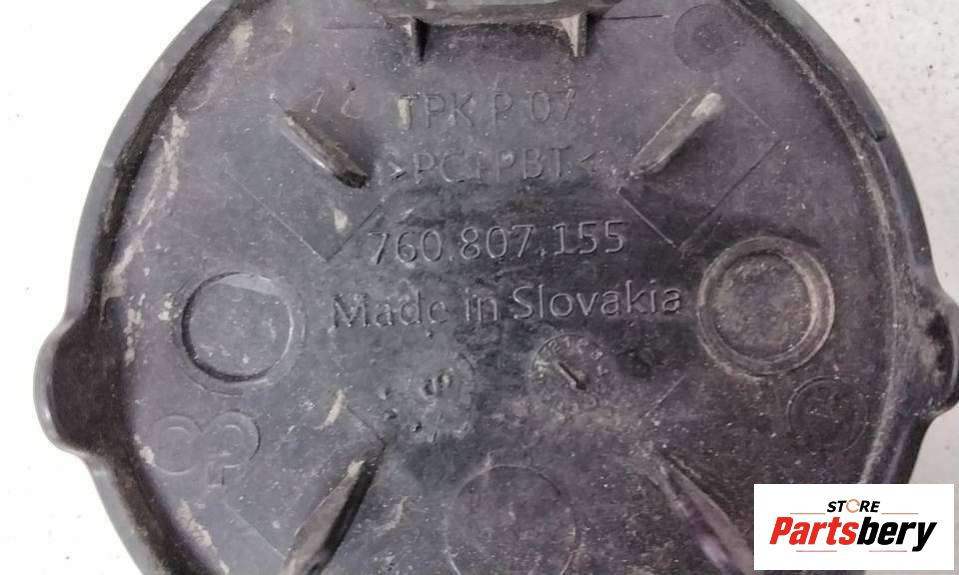 TPK P 07
>PC+PBT<
760.807.155
Made in Slovakia
STORE
Partsbery